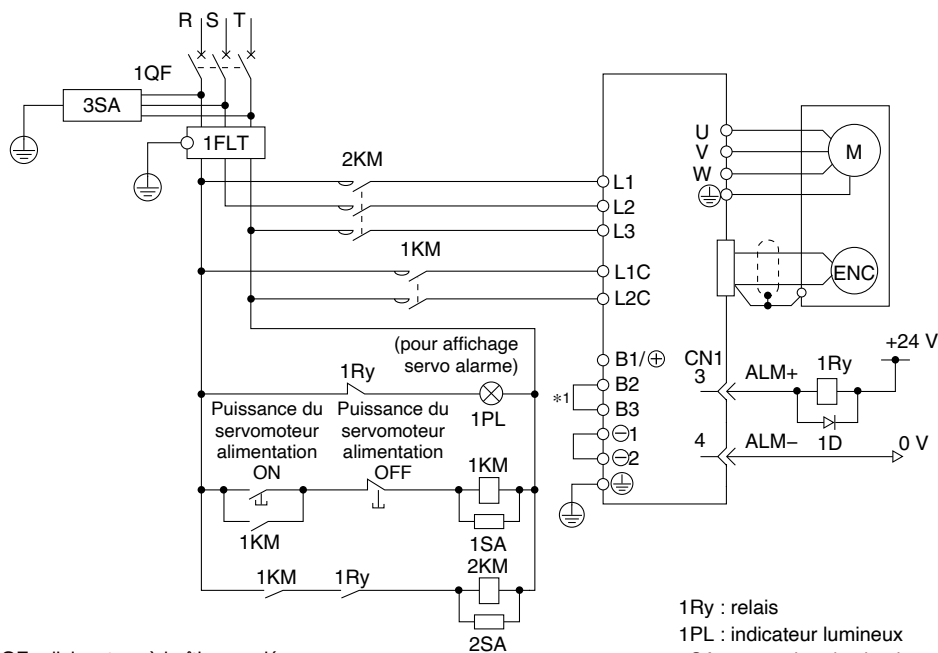 R S T
1QF
3SA
1FLT
2KM
L1
L2
L3
1KM
L1C
L2C
U
V
W
M
ENC
(pour affichage
servo alarme)
1Ry
1PL
B1/⊕
B2
B3
*1
⊖1
⊖2
CN1
3
ALM+
1Ry
+24 V
4
ALM–
1D
0 V
Puissance du
servomoteur
alimentation
ON
Puissance du
servomoteur
alimentation
OFF
1KM
1KM
1SA
1KM
1Ry
2KM
2SA
1Ry : relais
1PL : indicateur lumineux